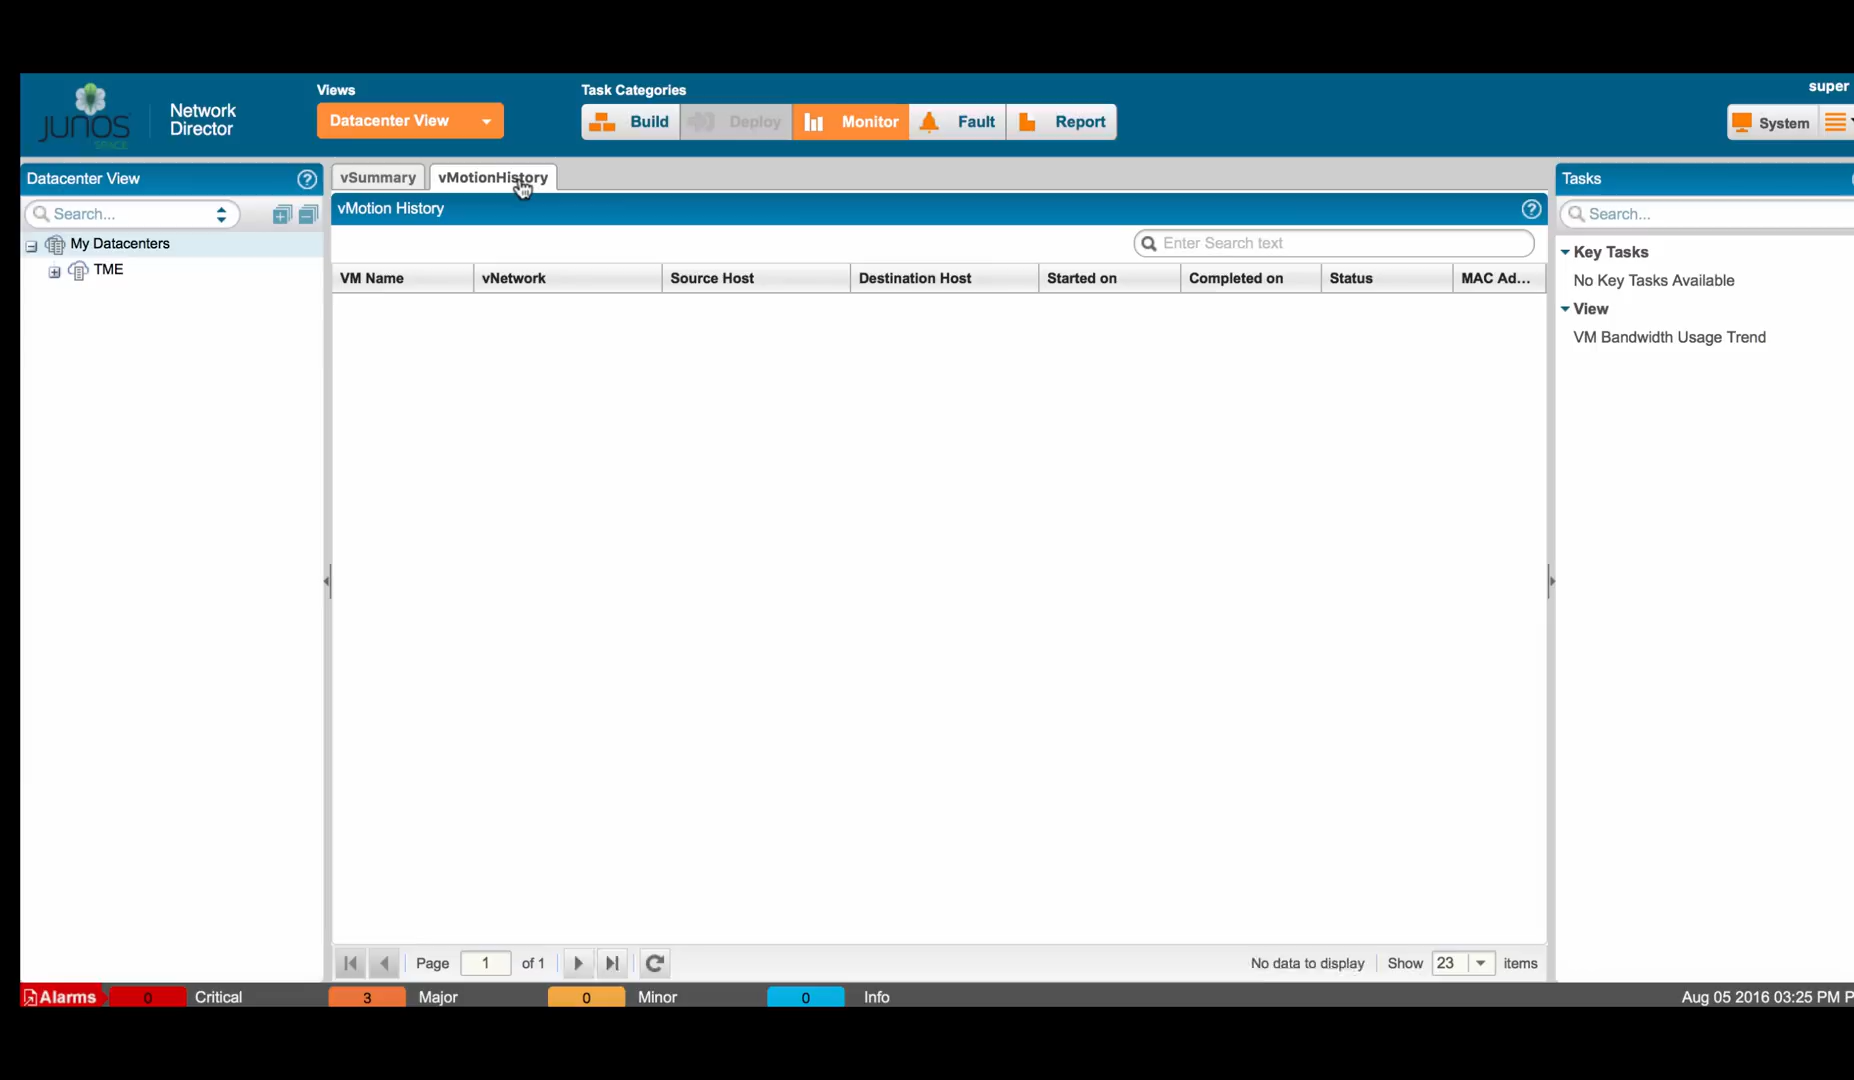 JUNOS
SPACE
Network
Director
Views
Datacenter View
Task Categories
Build
Deploy
Monitor
Fault
Report
super
System
Datacenter View
Search...
My Datacenters
TME
vSummary
vMotionHistory
vMotion History
Enter Search text
VM Name
vNetwork
Source Host
Destination Host
Started on
Completed on
Status
MAC Ad...
Tasks
Search...
Key Tasks
No Key Tasks Available
View
VM Bandwidth Usage Trend
Page 1 of 1
No data to display
Show 23 items
Alarms
0 Critical
3 Major
0 Minor
0 Info
Aug 05 2016 03:25 PM P